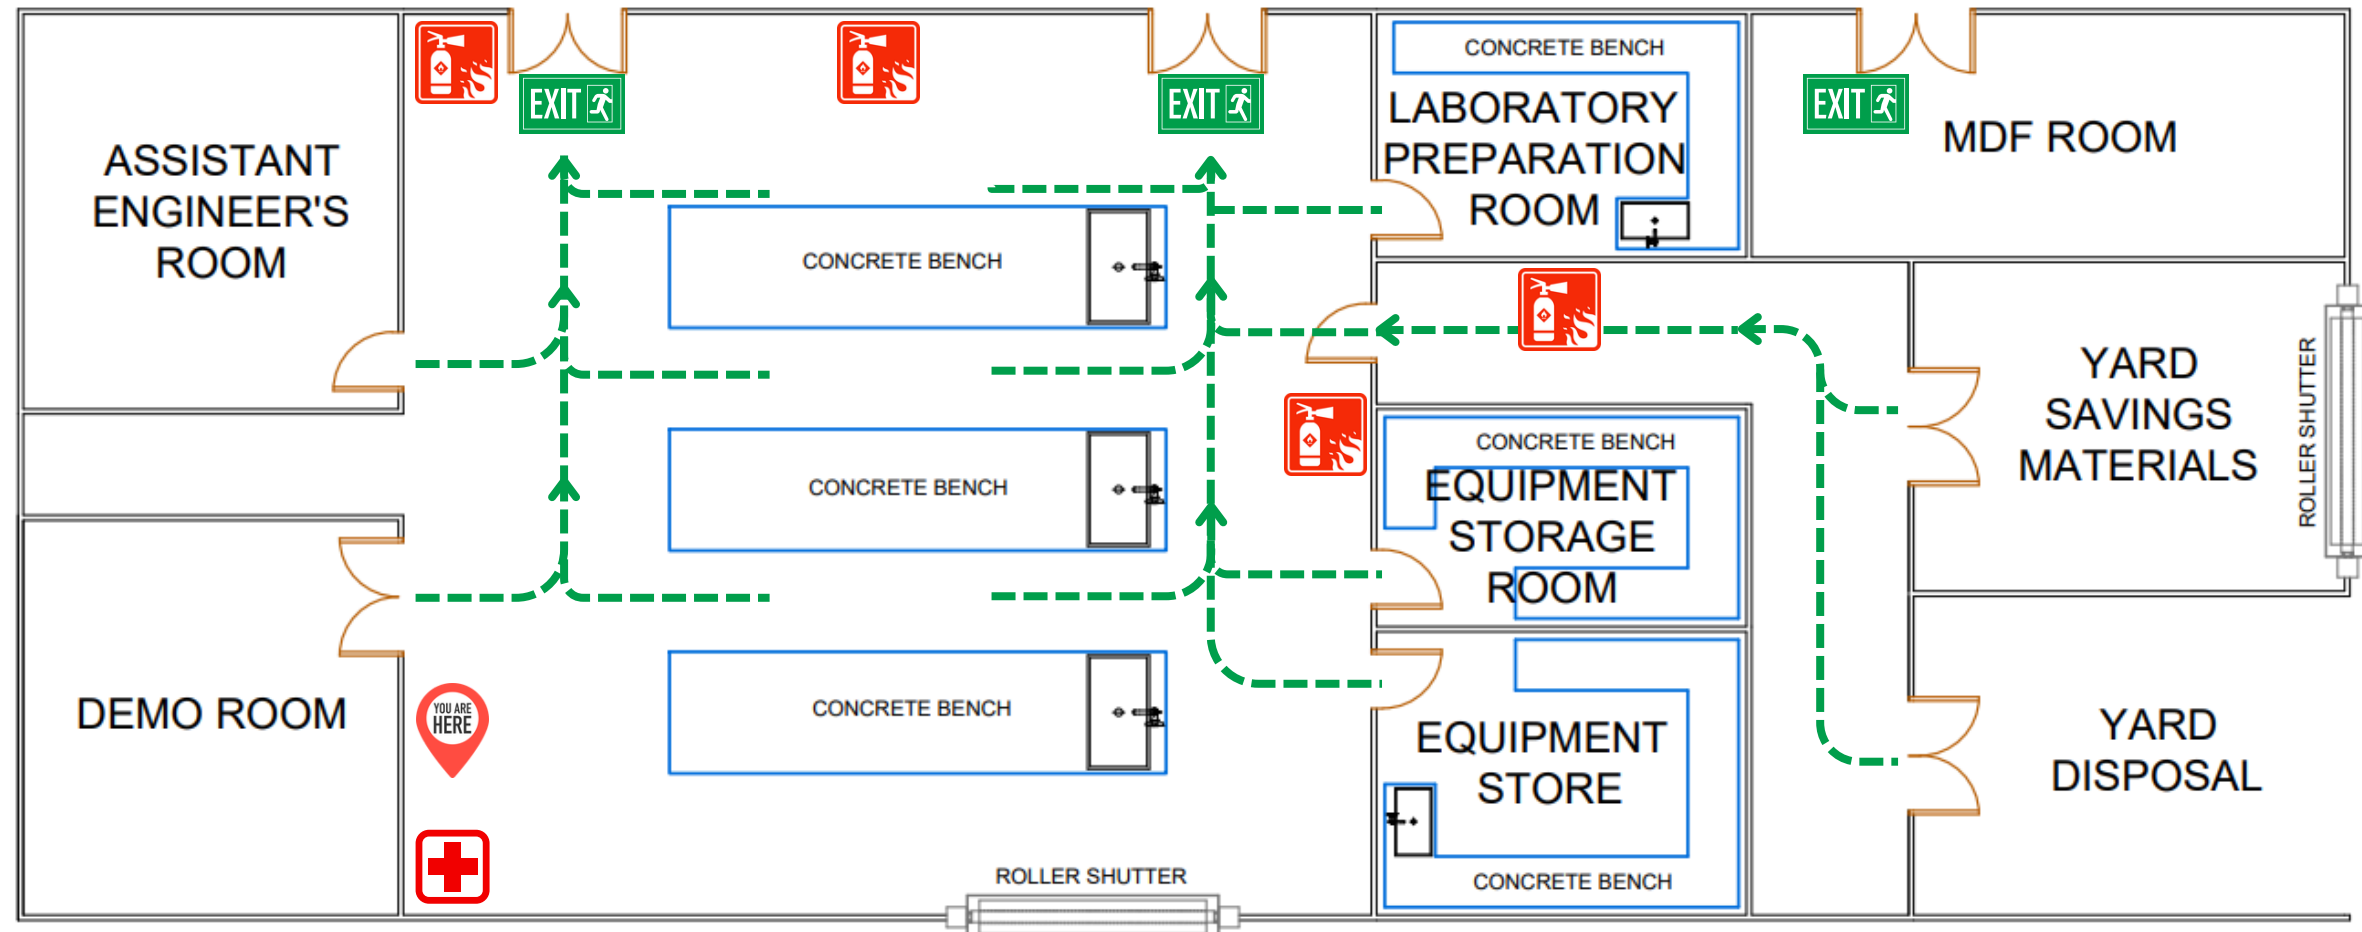 EXIT
EXIT
EXIT
CONCRETE BENCH
LABORATORY
PREPARATION
ROOM
MDF ROOM
ASSISTANT
ENGINEER'S
ROOM
CONCRETE BENCH
YARD
SAVINGS
MATERIALS
ROLLER SHUTTER
CONCRETE BENCH
EQUIPMENT
STORAGE
ROOM
CONCRETE BENCH
DEMO ROOM
YOU ARE
HERE
CONCRETE BENCH
EQUIPMENT
STORE
YARD
DISPOSAL
ROLLER SHUTTER
CONCRETE BENCH